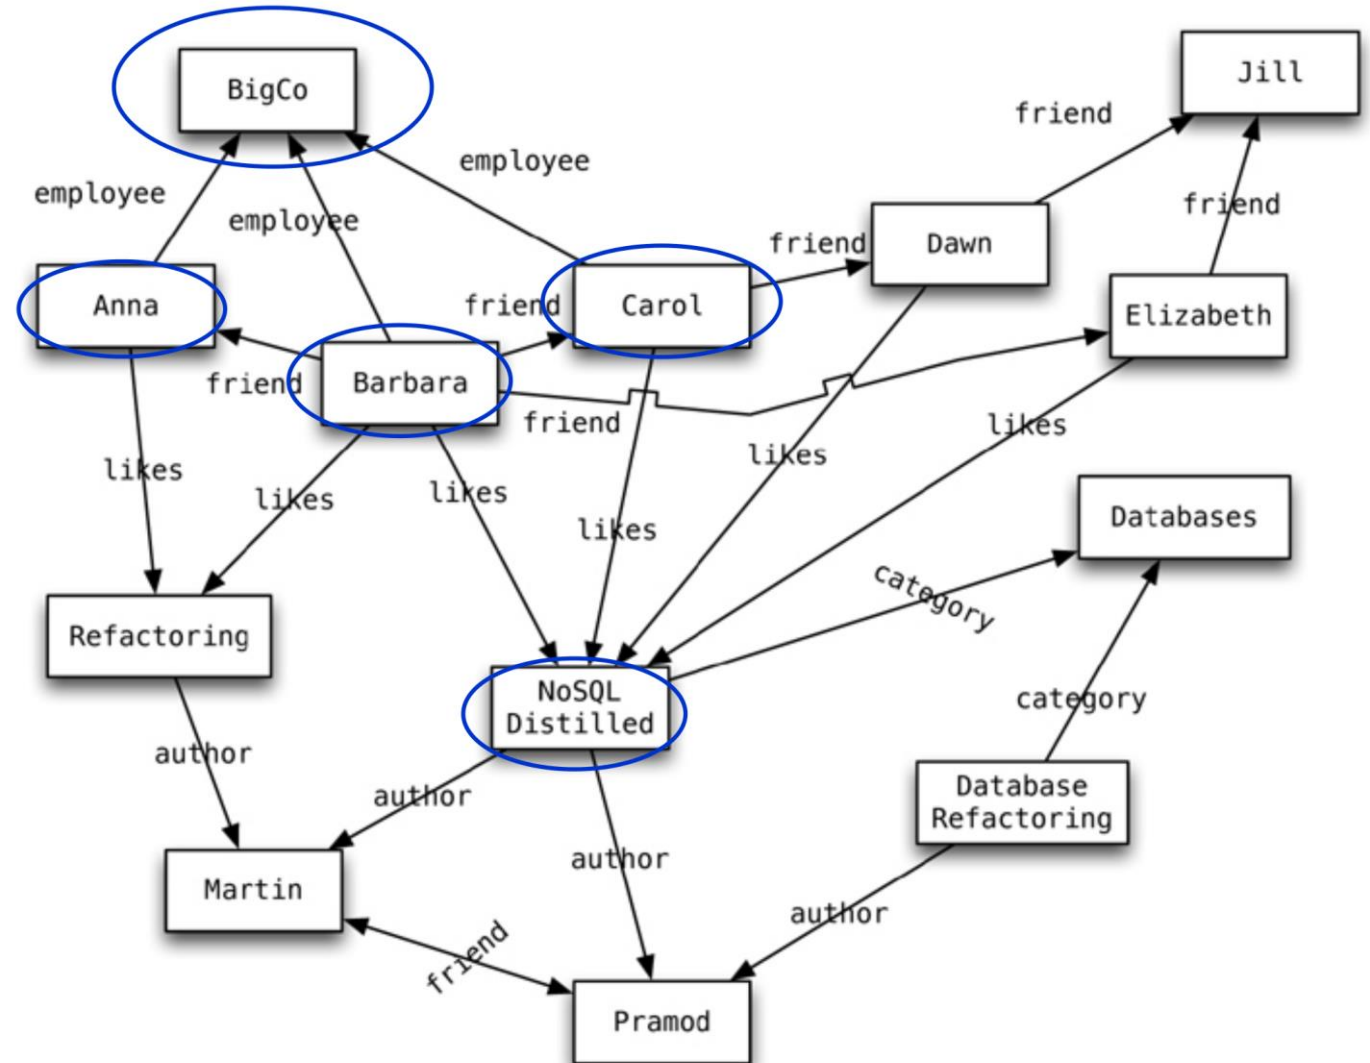 BigCo
Jill
friend
employee
employee
friend
employee
friend
Dawn
Anna
friend
Carol
Elizabeth
friend
Barbara
friend
likes
likes
likes
likes
likes
likes
Databases
category
Refactoring
NoSQL
Distilled
category
author
author
Database
Refactoring
author
Martin
author
friend
Pramod